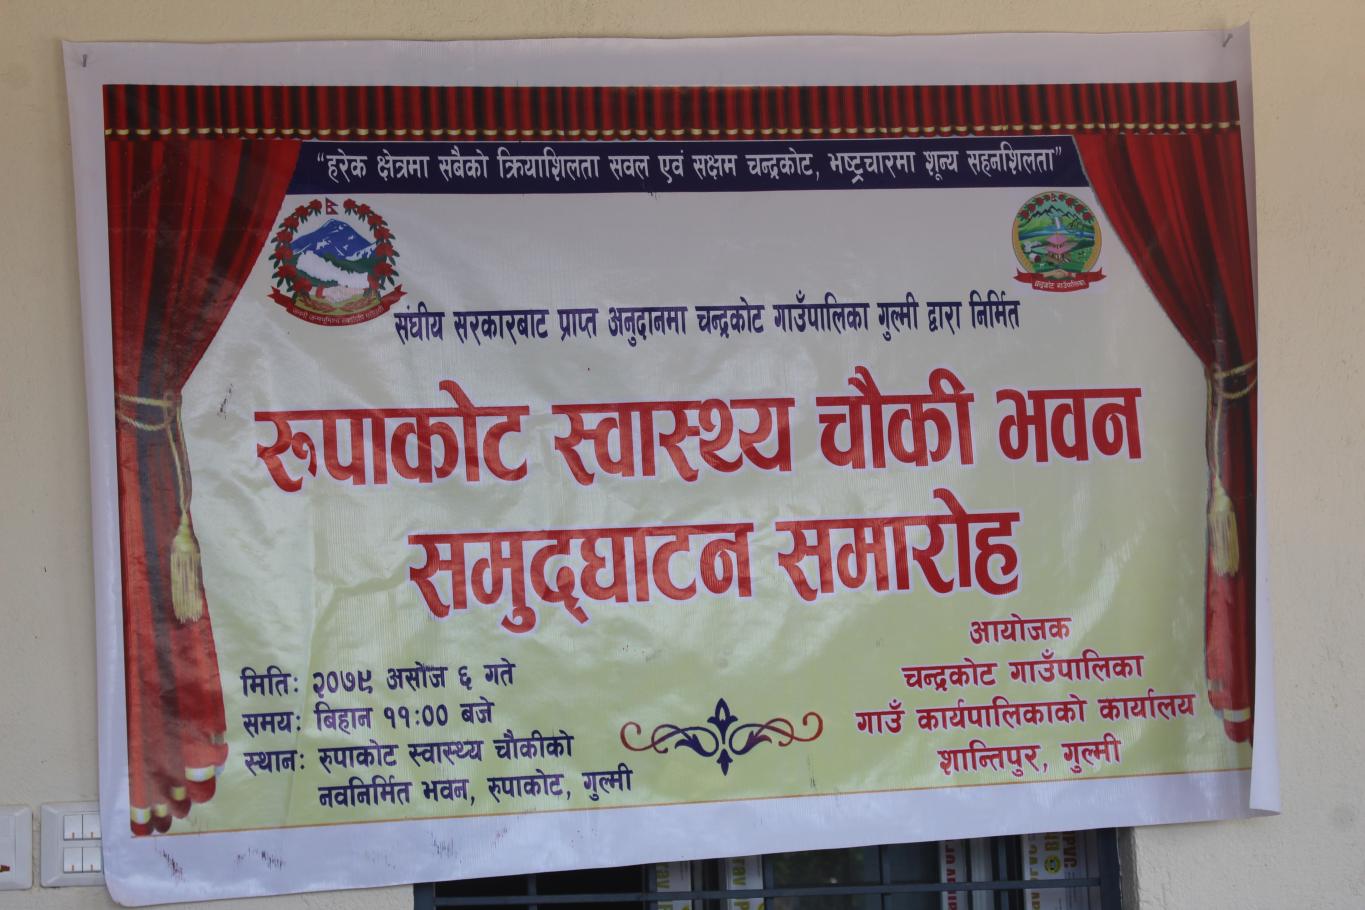 “हरेक क्षेत्रमा सबैको क्रियाशिलता सवल एवं सक्षम चन्द्रकोट, भष्ट्रचारमा शून्य सहनशिलता”
संघीय सरकारबाट प्राप्त अनुदानमा चन्द्रकोट गाउँपालिका गुल्मी द्वारा निर्मित
रुपाकोट स्वास्थ्य चौकी भवन
समुद्घाटन समारोह
मितिः २०७९ असोज ६ गते
समयः बिहान ११:०० बजे
स्थानः रुपाकोट स्वास्थ्य चौकीको
नवनिर्मित भवन, रुपाकोट, गुल्मी
आयोजक
चन्द्रकोट गाउँपालिका
गाउँ कार्यपालिकाको कार्यालय
शान्तिपुर, गुल्मी